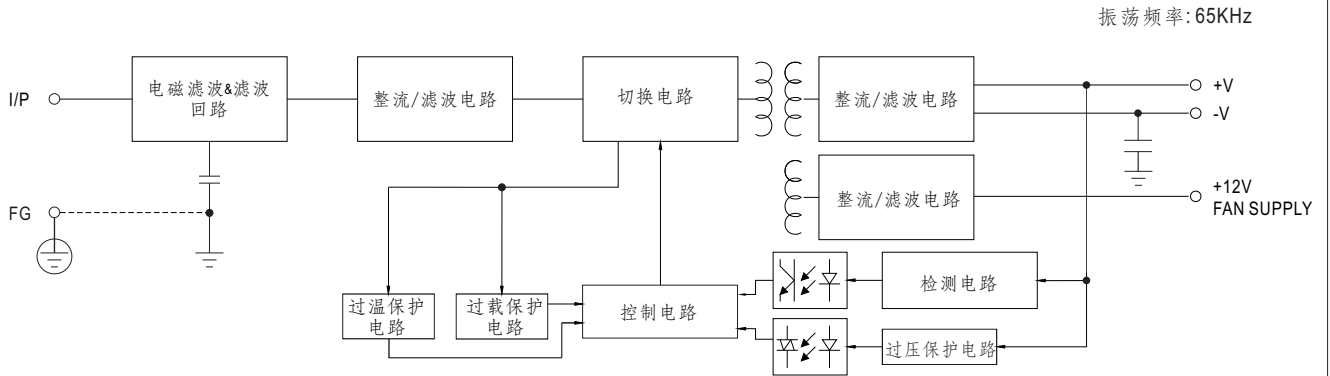 振荡频率:65KHz
I/P
电磁滤波&滤波
回路
整流/滤波电路
切换电路
整流/滤波电路
+V
-V
整流/滤波电路
+12V
FAN SUPPLY
FG
过温保护
电路
过载保护
电路
控制电路
检测电路
过压保护电路